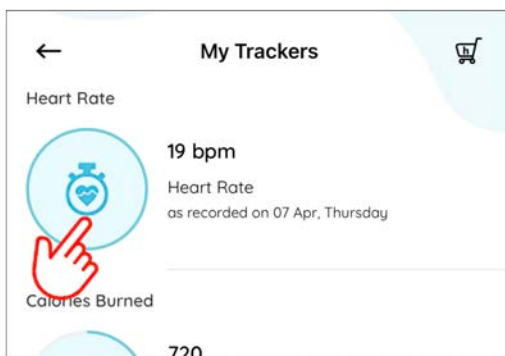 My Trackers
h
Heart Rate
19 bpm
Heart Rate
as recorded on 07 Apr, Thursday
Calories Burned
720